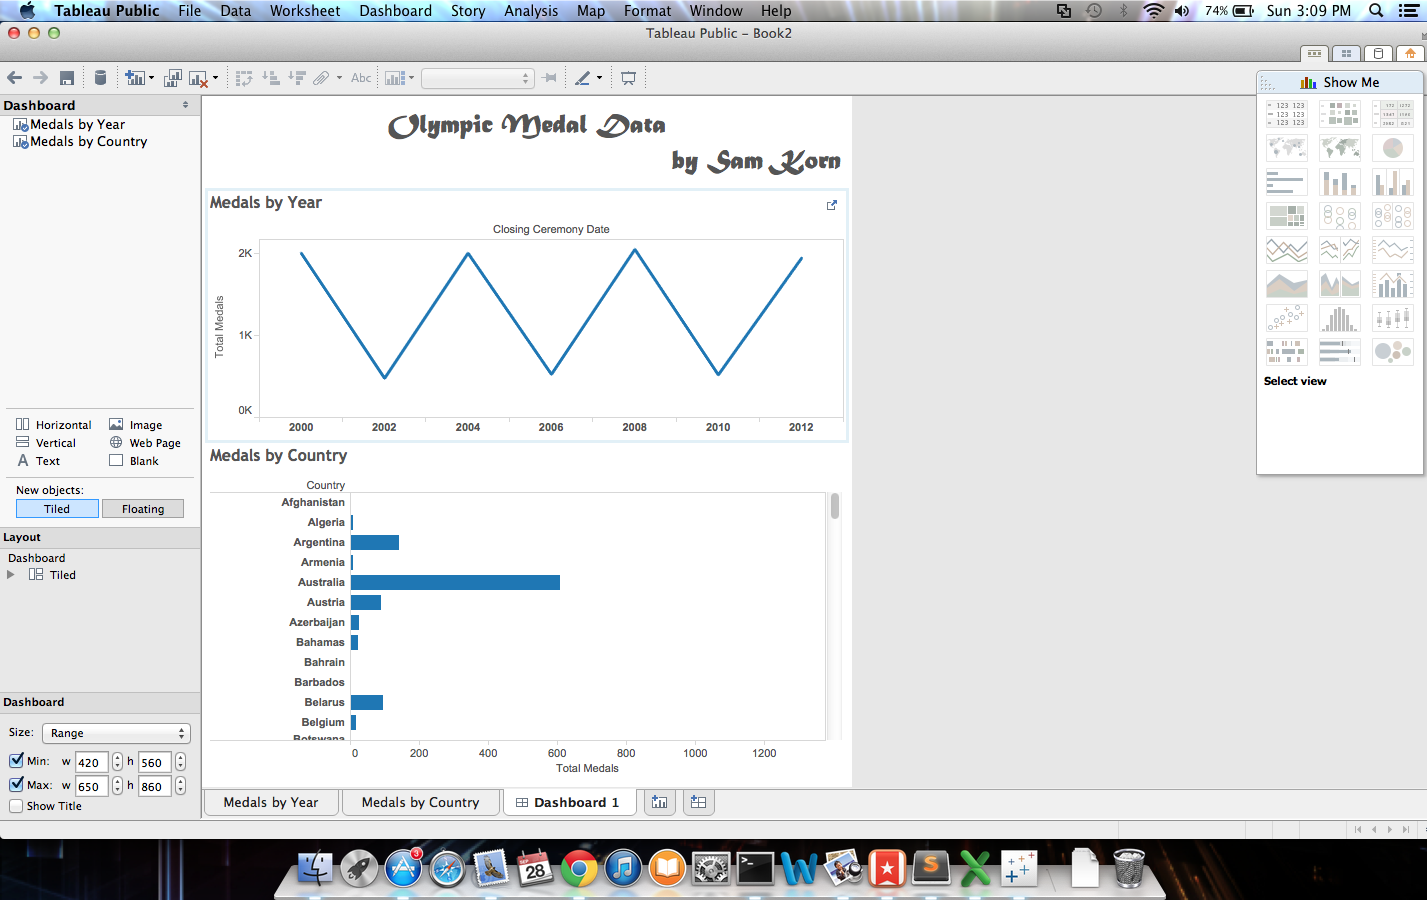 Tableau Public File Data Worksheet Dashboard Story Analysis Map Format Window Help 74% Sun 3:09 PM
Tableau Public - Book2
Abc
Show Me
Dashboard
Medals by Year
Medals by Country
Olympic Medal Data
by Sam Korn
Medals by Year
Closing Ceremony Date
Total Medals
2K
1K
0K
2000 2002 2004 2006 2008 2010 2012
Medals by Country
Country
Afghanistan
Algeria
Argentina
Armenia
Australia
Austria
Azerbaijan
Bahamas
Bahrain
Barbados
Belarus
Belgium
Botswana
0 200 400 600 800 1000 1200
Total Medals
Select view
Horizontal Image
Vertical Web Page
A Text Blank
New objects:
Tiled Floating
Layout
Dashboard
Tiled
Dashboard
Size: Range
Min: w 420 h 560
Max: w 650 h 860
Show Title
Medals by Year Medals by Country Dashboard 1
3
SEP
28
W
S
X